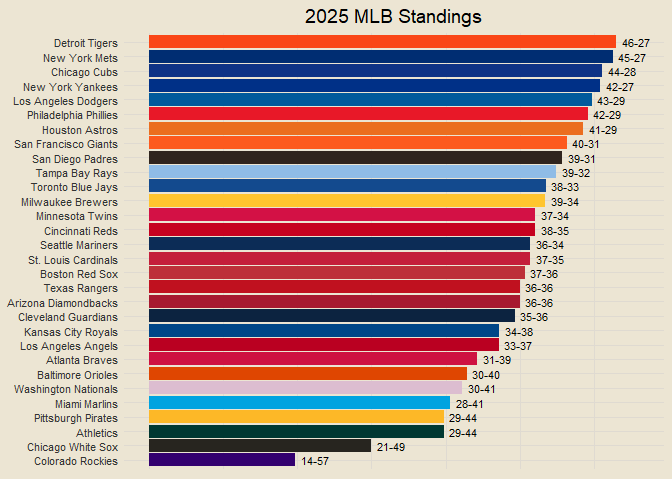 2025 MLB Standings
Detroit Tigers 46-27
New York Mets 45-27
Chicago Cubs 44-28
New York Yankees 42-27
Los Angeles Dodgers 43-29
Philadelphia Phillies 42-29
Houston Astros 41-29
San Francisco Giants 40-31
San Diego Padres 39-31
Tampa Bay Rays 39-32
Toronto Blue Jays 38-33
Milwaukee Brewers 39-34
Minnesota Twins 37-34
Cincinnati Reds 38-35
Seattle Mariners 36-34
St. Louis Cardinals 37-35
Boston Red Sox 37-36
Texas Rangers 36-36
Arizona Diamondbacks 36-36
Cleveland Guardians 35-36
Kansas City Royals 34-38
Los Angeles Angels 33-37
Atlanta Braves 31-39
Baltimore Orioles 30-40
Washington Nationals 30-41
Miami Marlins 28-41
Pittsburgh Pirates 29-44
Athletics 29-44
Chicago White Sox 21-49
Colorado Rockies 14-57